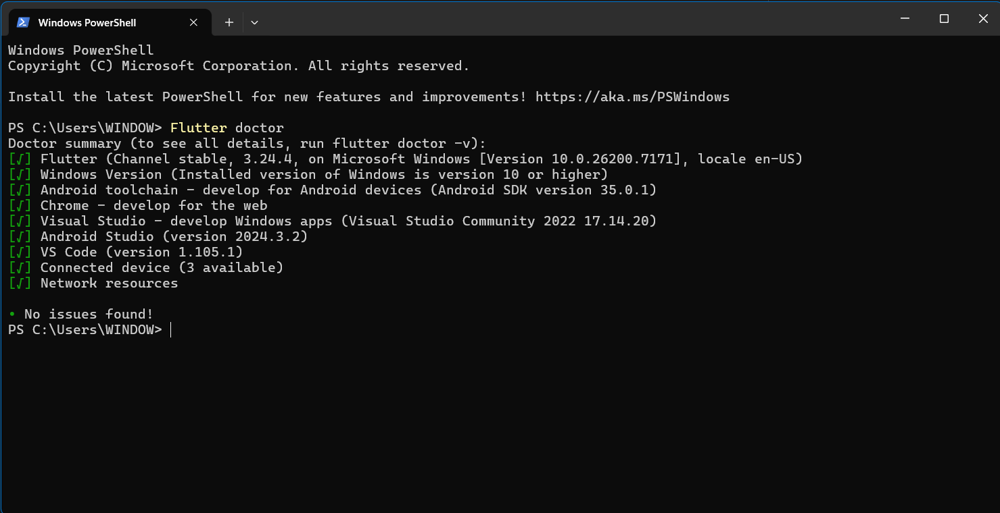 Windows PowerShell
Windows PowerShell
Copyright (C) Microsoft Corporation. All rights reserved.
Install the latest PowerShell for new features and improvements! https://aka.ms/PSWindows
PS C:\Users\WINDOW> Flutter doctor
Doctor summary (to see all details, run flutter doctor -v):
[√] Flutter (Channel stable, 3.24.4, on Microsoft Windows [Version 10.0.26200.7171], locale en-US)
[√] Windows Version (Installed version of Windows is version 10 or higher)
[√] Android toolchain - develop for Android devices (Android SDK version 35.0.1)
[√] Chrome - develop for the web
[√] Visual Studio - develop Windows apps (Visual Studio Community 2022 17.14.20)
[√] Android Studio (version 2024.3.2)
[√] VS Code (version 1.105.1)
[√] Connected device (3 available)
[√] Network resources
• No issues found!
PS C:\Users\WINDOW>